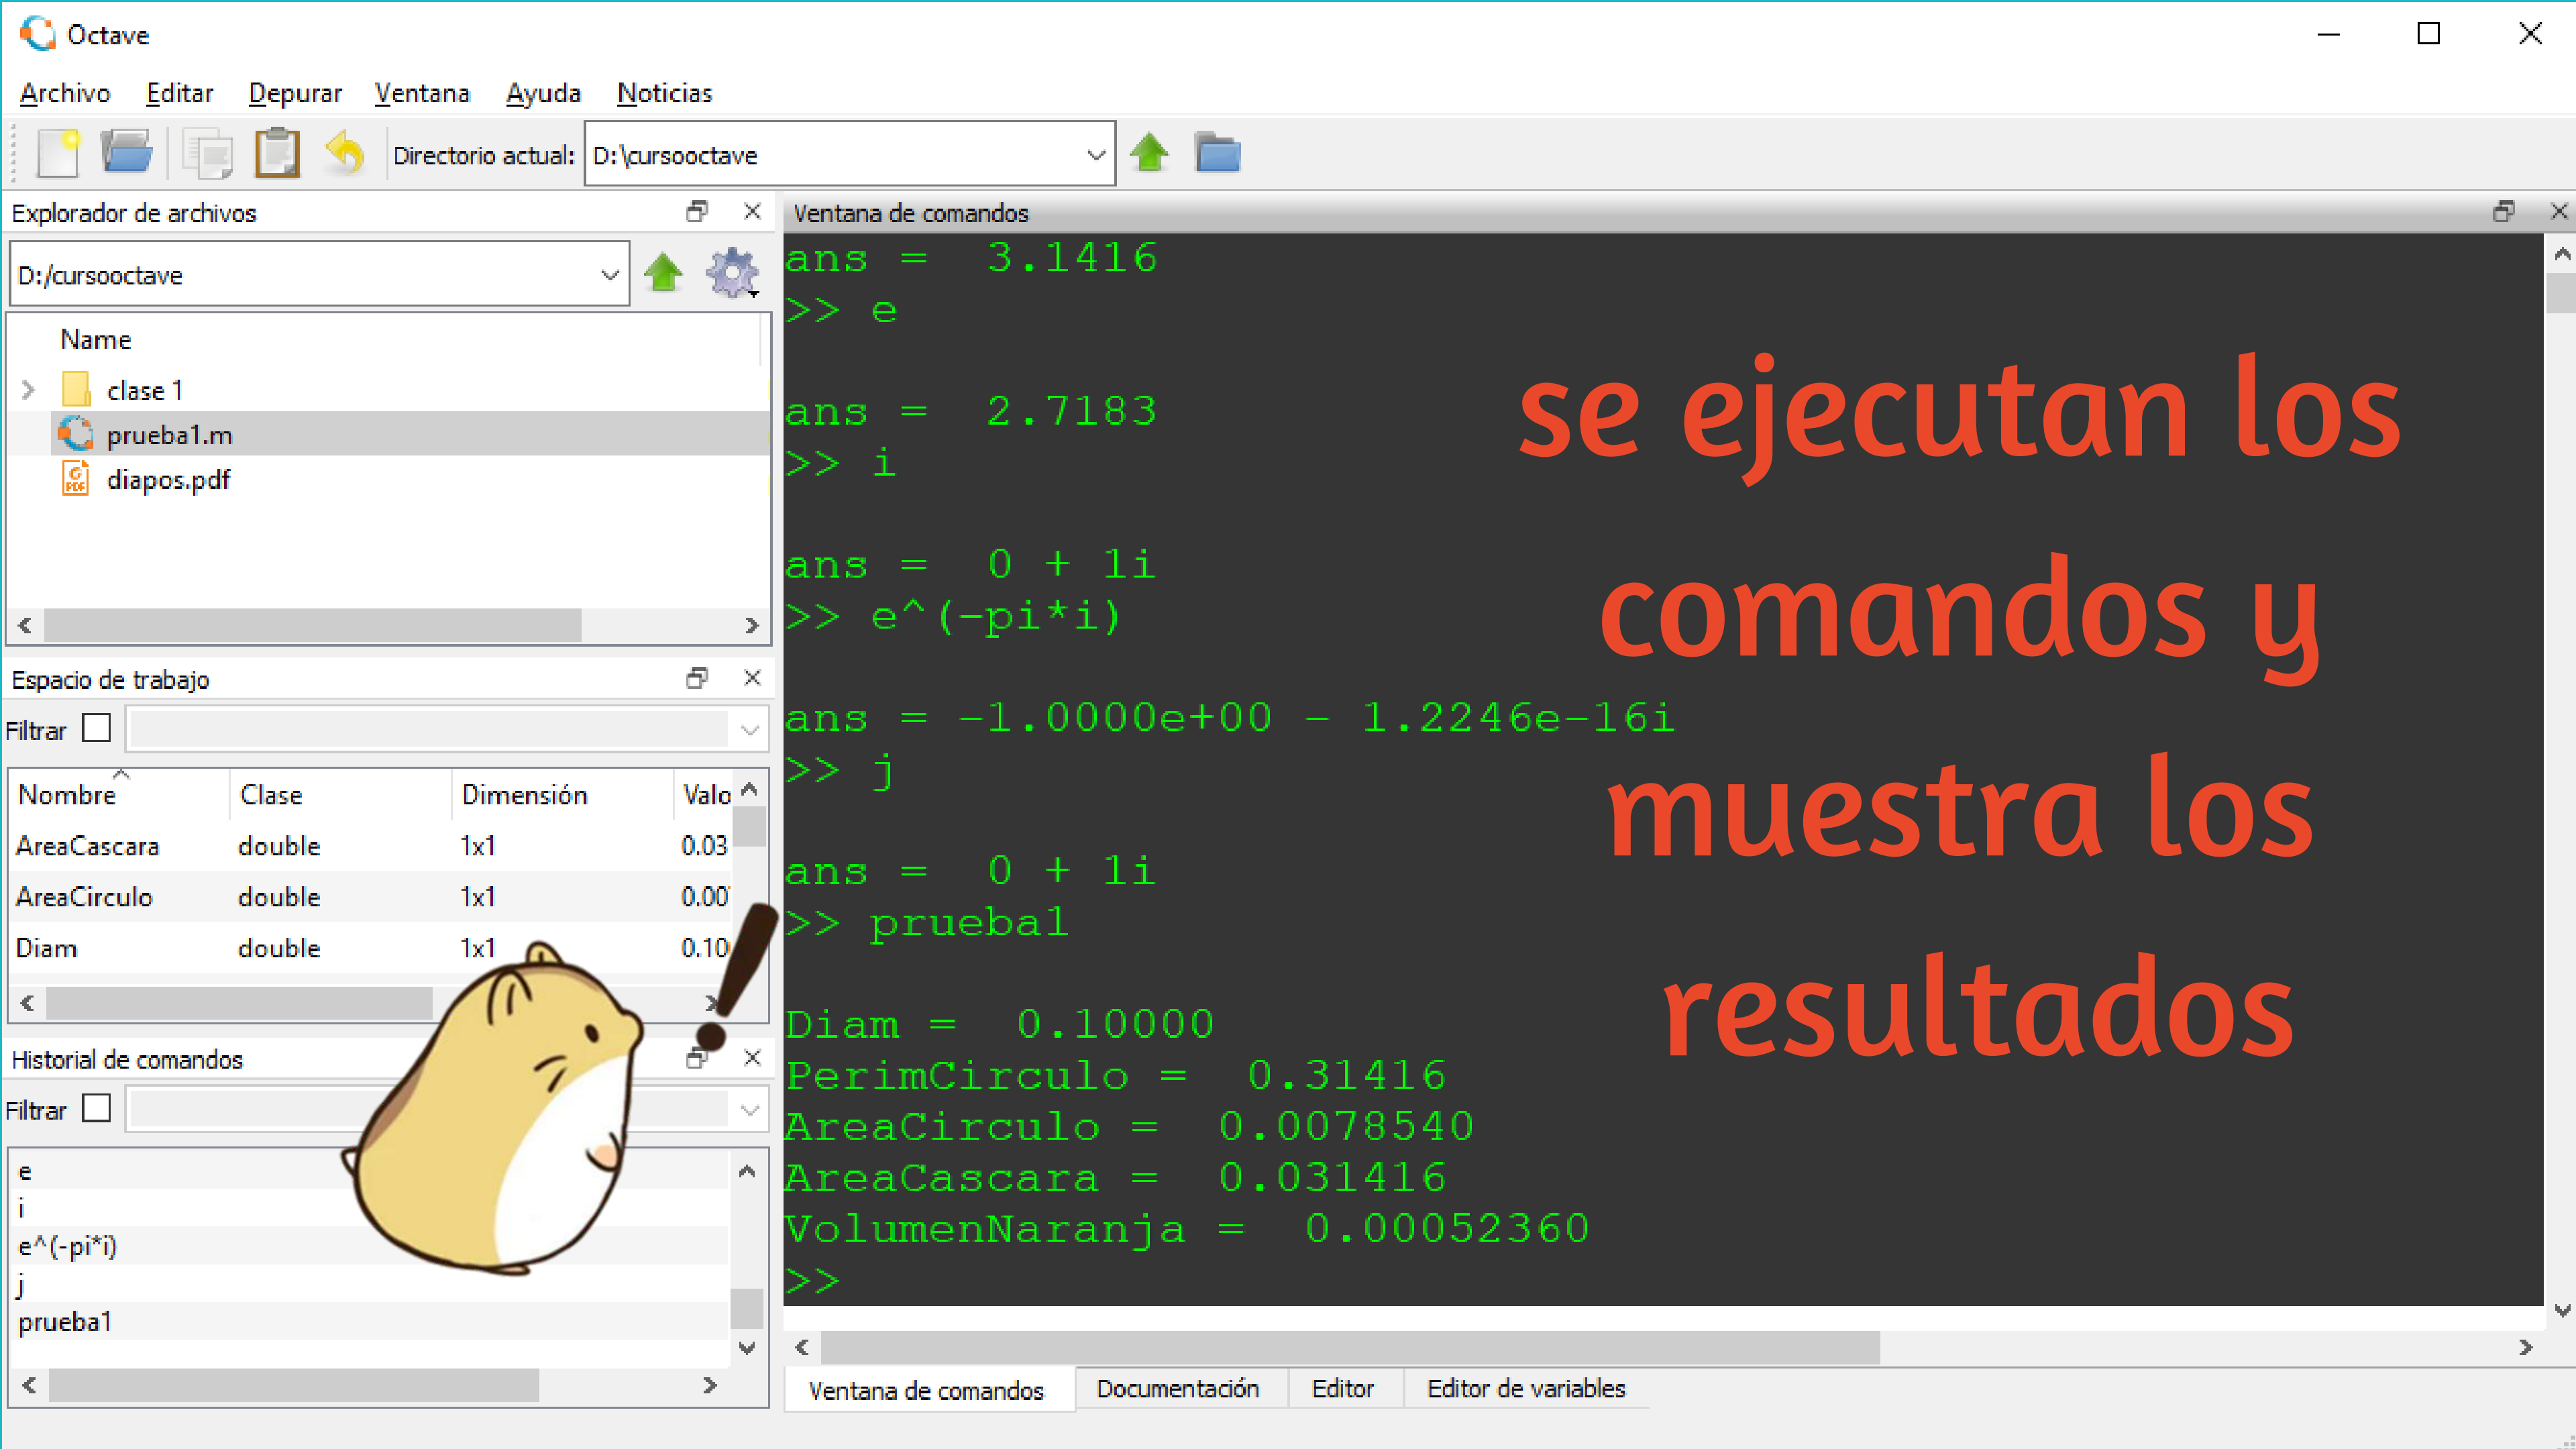 Octave
Archivo Editar Depurar Ventana Ayuda Noticias
Directorio actual: D:\cursooctave
Explorador de archivos
D:/cursooctave
Name
clase 1
prueba1.m
diapos.pdf
Espacio de trabajo
Filtrar
Nombre Clase Dimensión Valo
AreaCascara double 1x1 0.03
AreaCirculo double 1x1 0.00
Diam double 1x1 0.10
Historial de comandos
Filtrar
e
i
e^(-pi*i)
j
prueba1
Ventana de comandos
ans = 3.1416
>> e
ans = 2.7183
>> i
ans = 0 + 1i
>> e^(-pi*i)
ans = -1.0000e+00 - 1.2246e-16i
>> j
ans = 0 + 1i
>> prueba1
Diam = 0.10000
PerimCirculo = 0.31416
AreaCirculo = 0.0078540
AreaCascara = 0.031416
VolumenNaranja = 0.00052360
>>
se ejecutan los
comandos y
muestra los
resultados
Ventana de comandos Documentación Editor Editor de variables